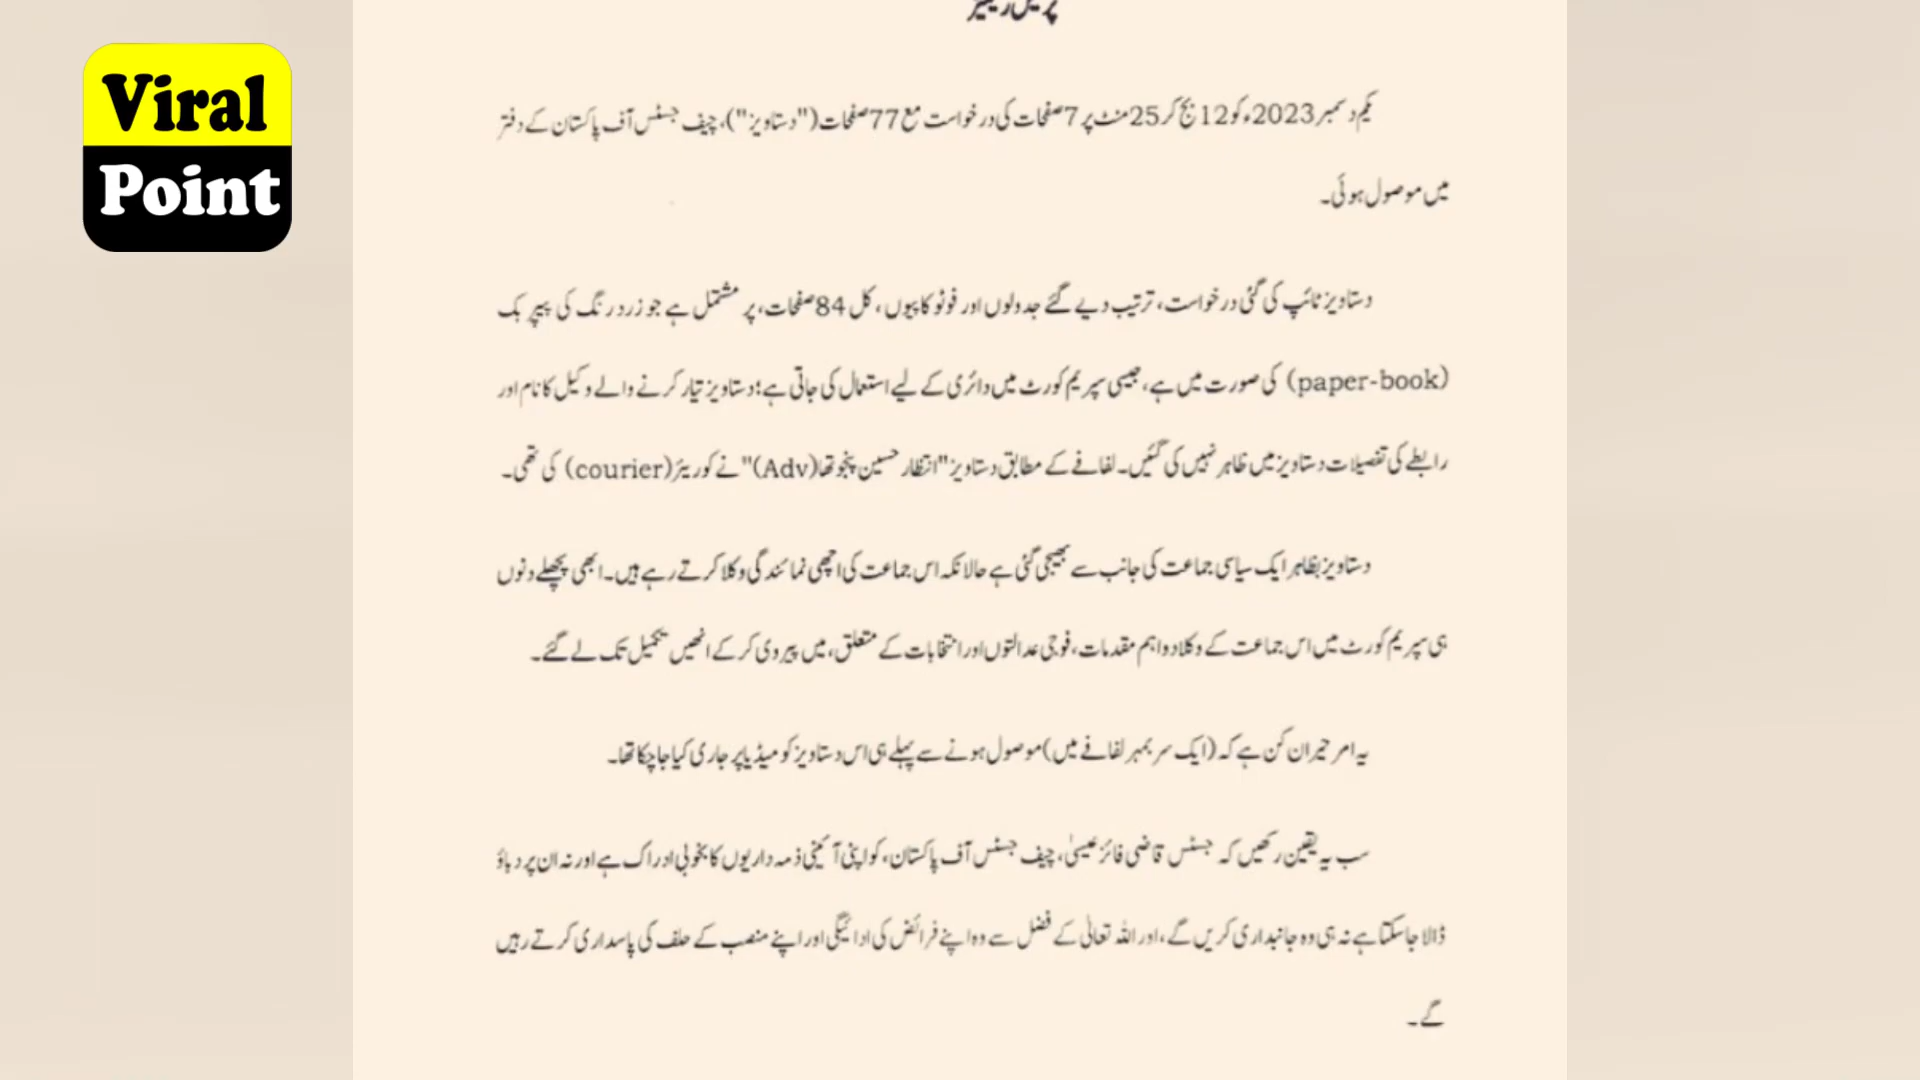 Viral
Point
پریس ریلیز
یکم دسمبر 2023ء کو 12 بج کر 25 منٹ پر 7 صفحات کی درخواست مع 77 صفحات ("دستاویز")، چیف جسٹس آف پاکستان کے دفتر
میں موصول ہوئی۔
دستاویز ٹائپ کی گئی درخواست، ترتیب دیے گئے جدولوں اور فوٹو کاپیوں، کل 84 صفحات، پر مشتمل ہے جو زرد رنگ کی پیپر بک
(paper-book) کی صورت میں ہے، جیسی سپریم کورٹ میں دائری کے لیے استعمال کی جاتی ہے؛ دستاویز تیار کرنے والے وکیل کا نام اور
رابطے کی تفصیلات دستاویز میں ظاہر نہیں کی گئیں۔ لفافے کے مطابق دستاویز "انتظار حسین پنجوتھا (Adv)" نے کوریئر (courier) کی تھی۔
دستاویز بظاہر ایک سیاسی جماعت کی جانب سے بھیجی گئی ہے حالانکہ اس جماعت کی اچھی نمائندگی وکلا کرتے رہے ہیں۔ ابھی پچھلے دنوں
ہی سپریم کورٹ میں اس جماعت کے وکلا دو اہم مقدمات، فوجی عدالتوں اور انتخابات کے متعلق، میں پیروی کر کے انھیں تکمیل تک لے گئے۔
یہ امر حیران کن ہے کہ (ایک سربمہر لفافے میں) موصول ہونے سے پہلے ہی اس دستاویز کو میڈیا پر جاری کیا جا چکا تھا۔
سب یہ یقین رکھیں کہ جسٹس قاضی فائز عیسیٰ، چیف جسٹس آف پاکستان، کو اپنی آئینی ذمہ داریوں کا بخوبی ادراک ہے اور نہ ان پر دباؤ
ڈالا جا سکتا ہے نہ ہی وہ جانبداری کریں گے، اور اللہ تعالیٰ کے فضل سے وہ اپنے فرائض کی ادائیگی اور اپنے منصب کے حلف کی پاسداری کرتے رہیں
گے۔